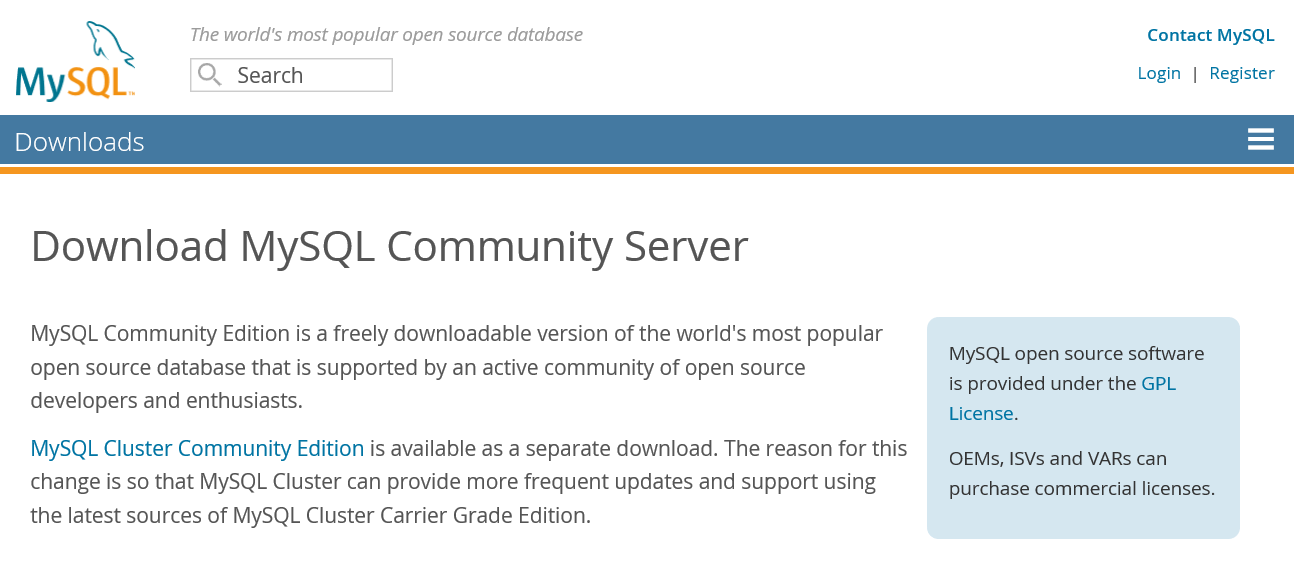 MySQL™
The world's most popular open source database
Search
Contact MySQL
Login | Register
Downloads
Download MySQL Community Server
MySQL Community Edition is a freely downloadable version of the world's most popular
open source database that is supported by an active community of open source
developers and enthusiasts.
MySQL Cluster Community Edition is available as a separate download. The reason for this
change is so that MySQL Cluster can provide more frequent updates and support using
the latest sources of MySQL Cluster Carrier Grade Edition.
MySQL open source software
is provided under the GPL
License.
OEMs, ISVs and VARs can
purchase commercial licenses.